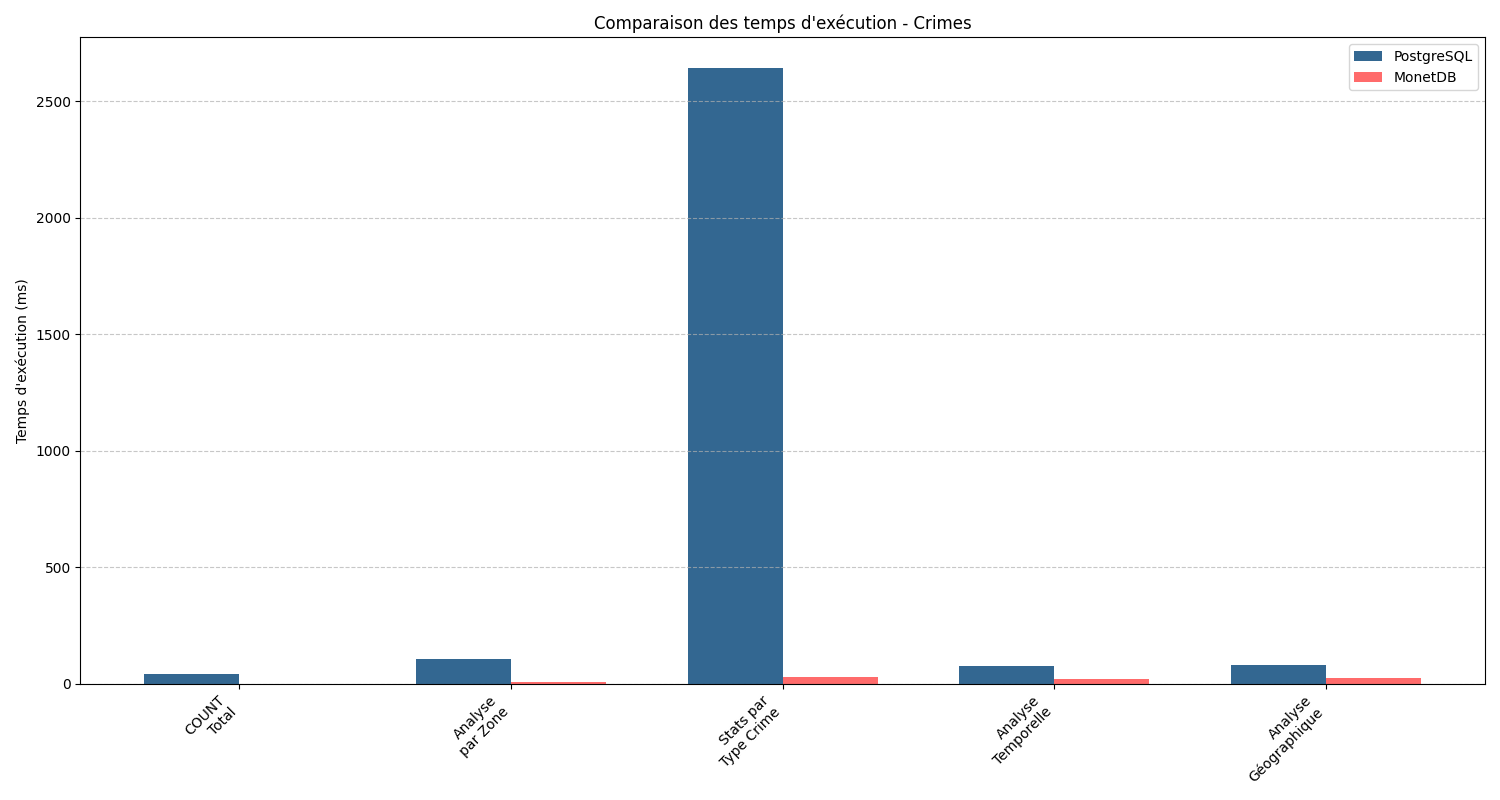 Comparaison des temps d'exécution - Crimes
PostgreSQL
MonetDB
Temps d'exécution (ms)
2500
2000
1500
1000
500
0
COUNT
Total
Analyse
par Zone
Stats par
Type Crime
Analyse
Temporelle
Analyse
Géographique